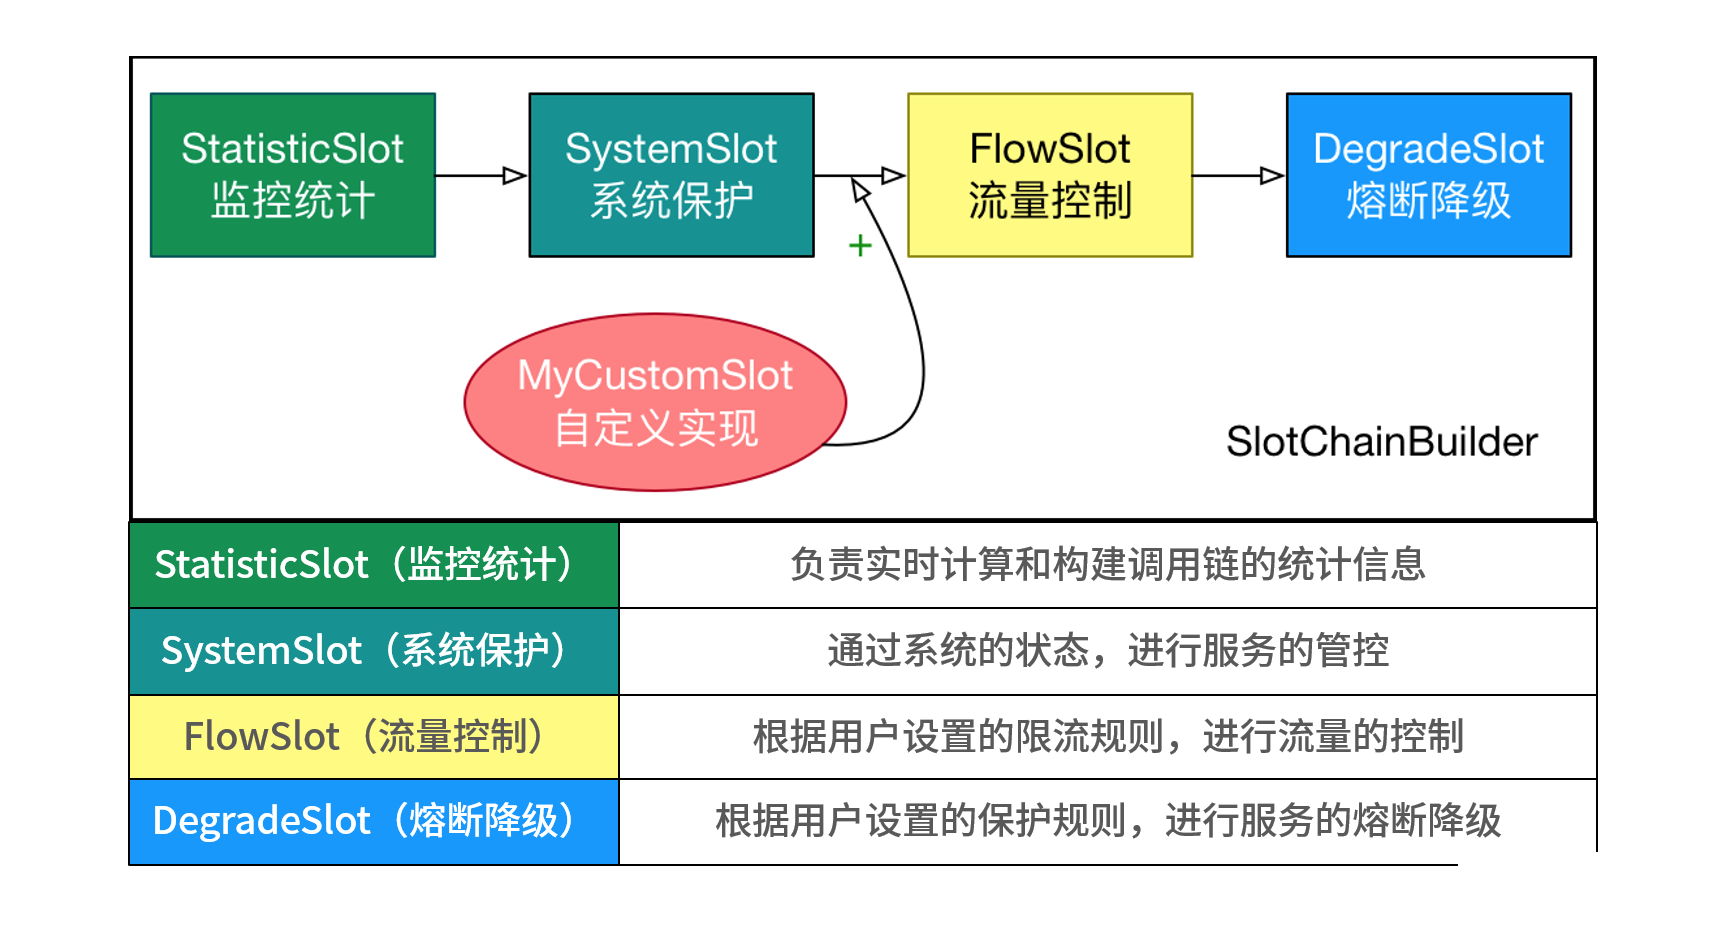 StatisticSlot
监控统计
SystemSlot
系统保护
FlowSlot
流量控制
DegradeSlot
熔断降级
+
MyCustomSlot
自定义实现
SlotChainBuilder
StatisticSlot（监控统计）
负责实时计算和构建调用链的统计信息
SystemSlot（系统保护）
通过系统的状态，进行服务的管控
FlowSlot（流量控制）
根据用户设置的限流规则，进行流量的控制
DegradeSlot（熔断降级）
根据用户设置的保护规则，进行服务的熔断降级